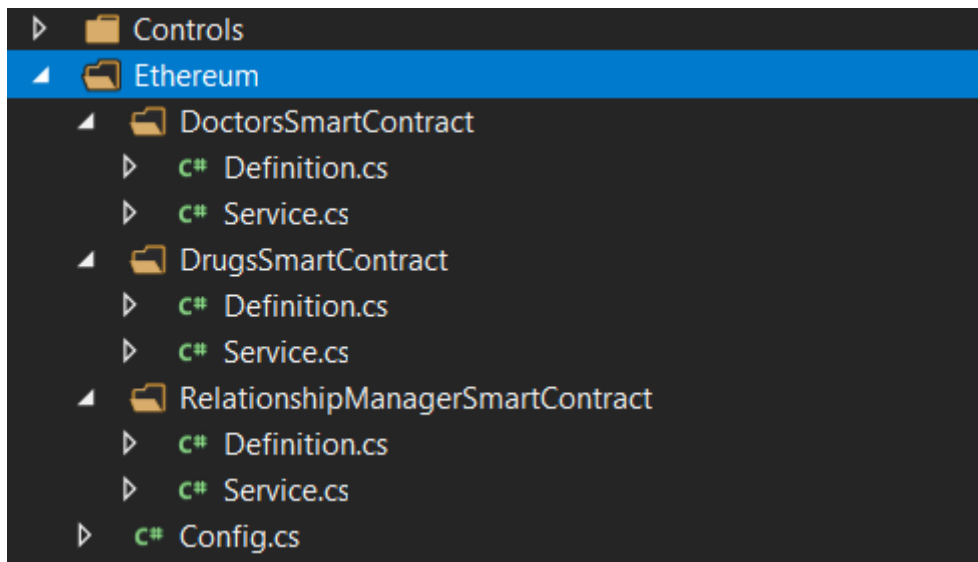 Controls
Ethereum
DoctorsSmartContract
C# Definition.cs
C# Service.cs
DrugsSmartContract
C# Definition.cs
C# Service.cs
RelationshipManagerSmartContract
C# Definition.cs
C# Service.cs
C# Config.cs